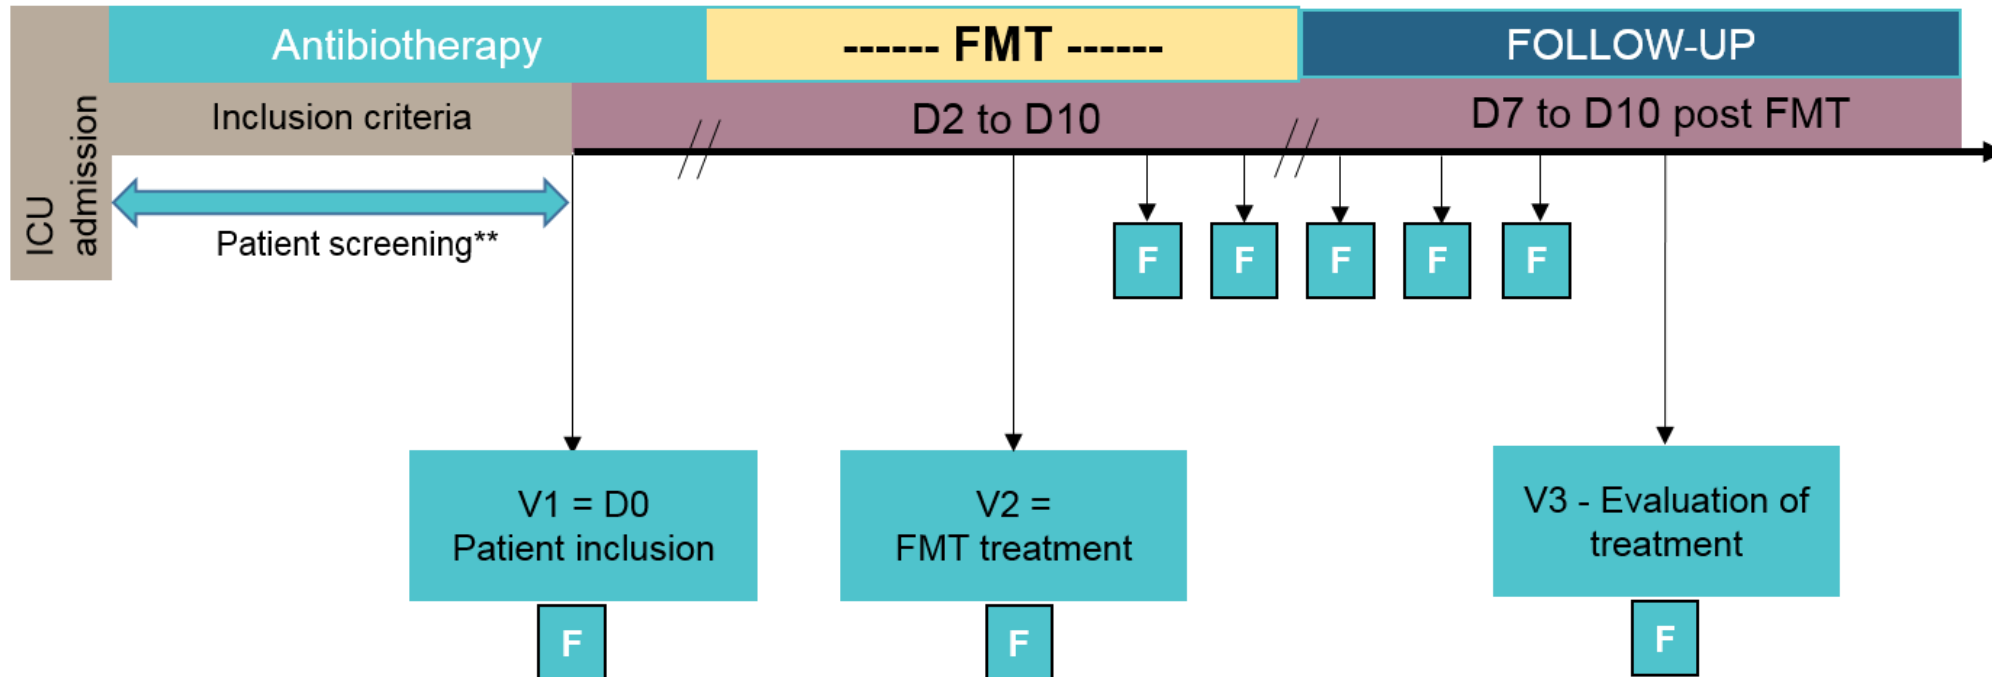 ICU
admission
Antibiotherapy
------ FMT ------
FOLLOW-UP
Inclusion criteria
D2 to D10
D7 to D10 post FMT
Patient screening**
F
F
F
F
F
V1 = D0
Patient inclusion
V2 =
FMT treatment
V3 - Evaluation of
treatment
F
F
F